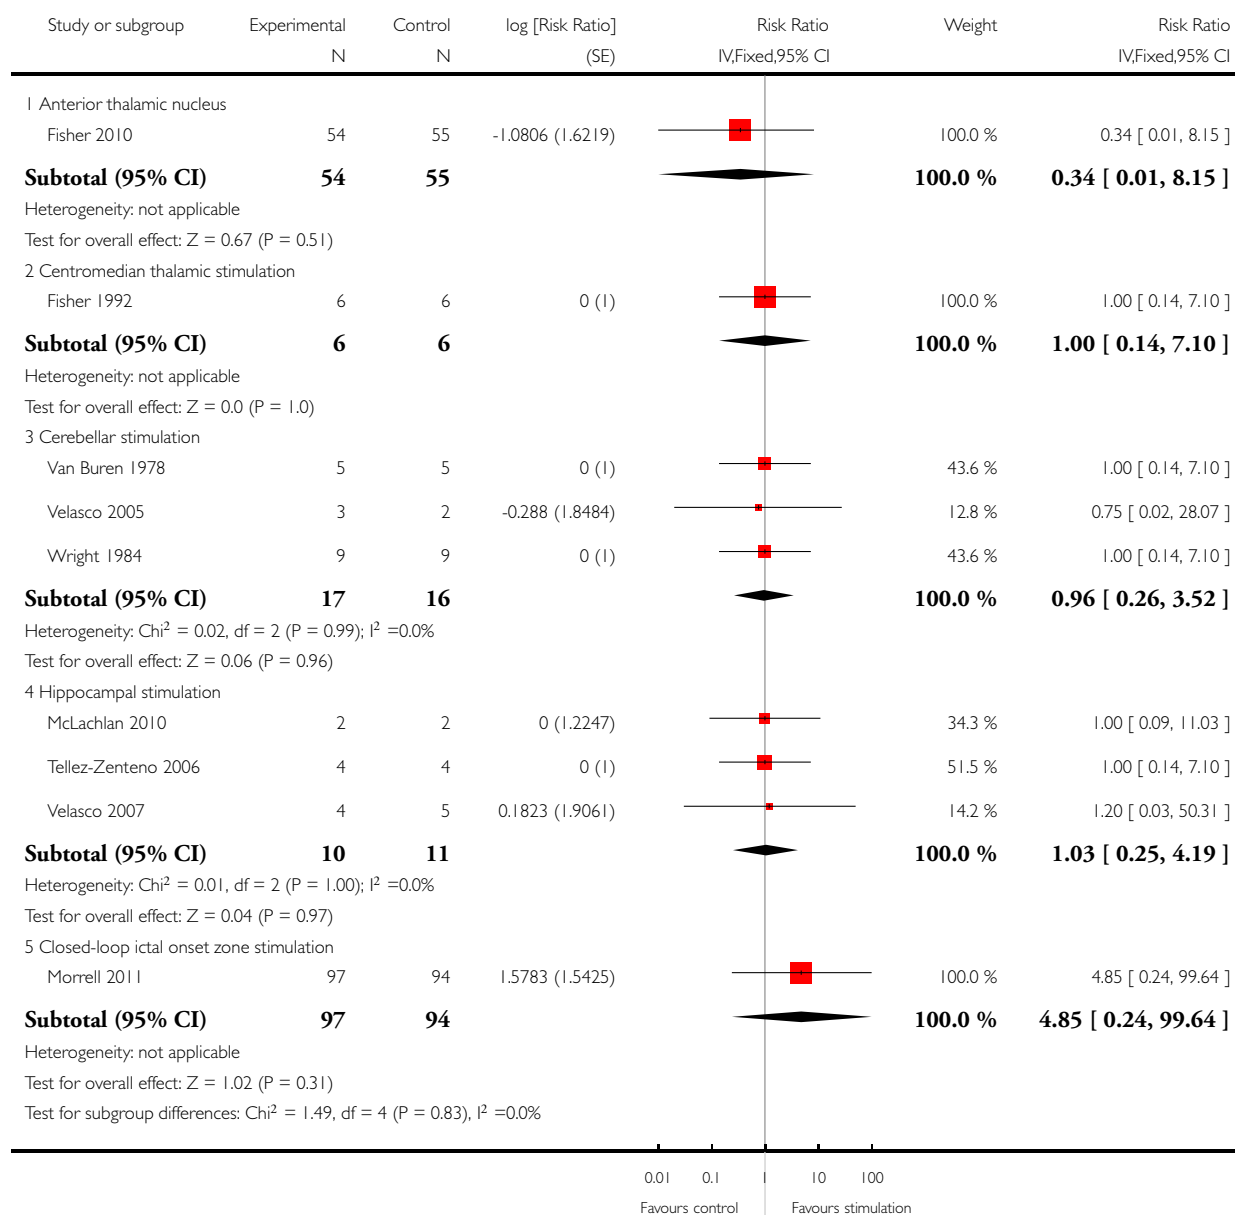 Study or subgroup Experimental Control log [Risk Ratio] Risk Ratio Weight Risk Ratio
N N (SE) IV,Fixed,95% CI IV,Fixed,95% CI
1 Anterior thalamic nucleus
Fisher 2010 54 55 -1.0806 (1.6219) 100.0 % 0.34 [ 0.01, 8.15 ]
Subtotal (95% CI) 54 55 100.0 % 0.34 [ 0.01, 8.15 ]
Heterogeneity: not applicable
Test for overall effect: Z = 0.67 (P = 0.51)
2 Centromedian thalamic stimulation
Fisher 1992 6 6 0 (1) 100.0 % 1.00 [ 0.14, 7.10 ]
Subtotal (95% CI) 6 6 100.0 % 1.00 [ 0.14, 7.10 ]
Heterogeneity: not applicable
Test for overall effect: Z = 0.0 (P = 1.0)
3 Cerebellar stimulation
Van Buren 1978 5 5 0 (1) 43.6 % 1.00 [ 0.14, 7.10 ]
Velasco 2005 3 2 -0.288 (1.8484) 12.8 % 0.75 [ 0.02, 28.07 ]
Wright 1984 9 9 0 (1) 43.6 % 1.00 [ 0.14, 7.10 ]
Subtotal (95% CI) 17 16 100.0 % 0.96 [ 0.26, 3.52 ]
Heterogeneity: Chi² = 0.02, df = 2 (P = 0.99); I² =0.0%
Test for overall effect: Z = 0.06 (P = 0.96)
4 Hippocampal stimulation
McLachlan 2010 2 2 0 (1.2247) 34.3 % 1.00 [ 0.09, 11.03 ]
Tellez-Zenteno 2006 4 4 0 (1) 51.5 % 1.00 [ 0.14, 7.10 ]
Velasco 2007 4 5 0.1823 (1.9061) 14.2 % 1.20 [ 0.03, 50.31 ]
Subtotal (95% CI) 10 11 100.0 % 1.03 [ 0.25, 4.19 ]
Heterogeneity: Chi² = 0.01, df = 2 (P = 1.00); I² =0.0%
Test for overall effect: Z = 0.04 (P = 0.97)
5 Closed-loop ictal onset zone stimulation
Morrell 2011 97 94 1.5783 (1.5425) 100.0 % 4.85 [ 0.24, 99.64 ]
Subtotal (95% CI) 97 94 100.0 % 4.85 [ 0.24, 99.64 ]
Heterogeneity: not applicable
Test for overall effect: Z = 1.02 (P = 0.31)
Test for subgroup differences: Chi² = 1.49, df = 4 (P = 0.83), I² =0.0%
0.01 0.1 1 10 100
Favours control Favours stimulation